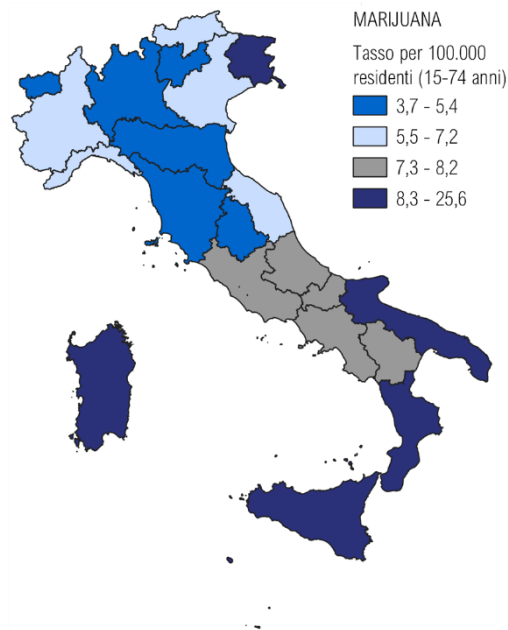 MARIJUANA
Tasso per 100.000
residenti (15-74 anni)
3,7 - 5,4
5,5 - 7,2
7,3 - 8,2
8,3 - 25,6